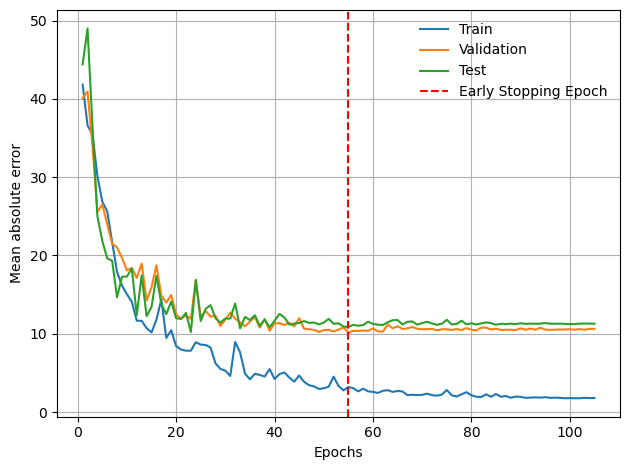 Mean absolute error
50
40
30
20
10
0
0 20 40 60 80 100
Epochs
Train
Validation
Test
Early Stopping Epoch